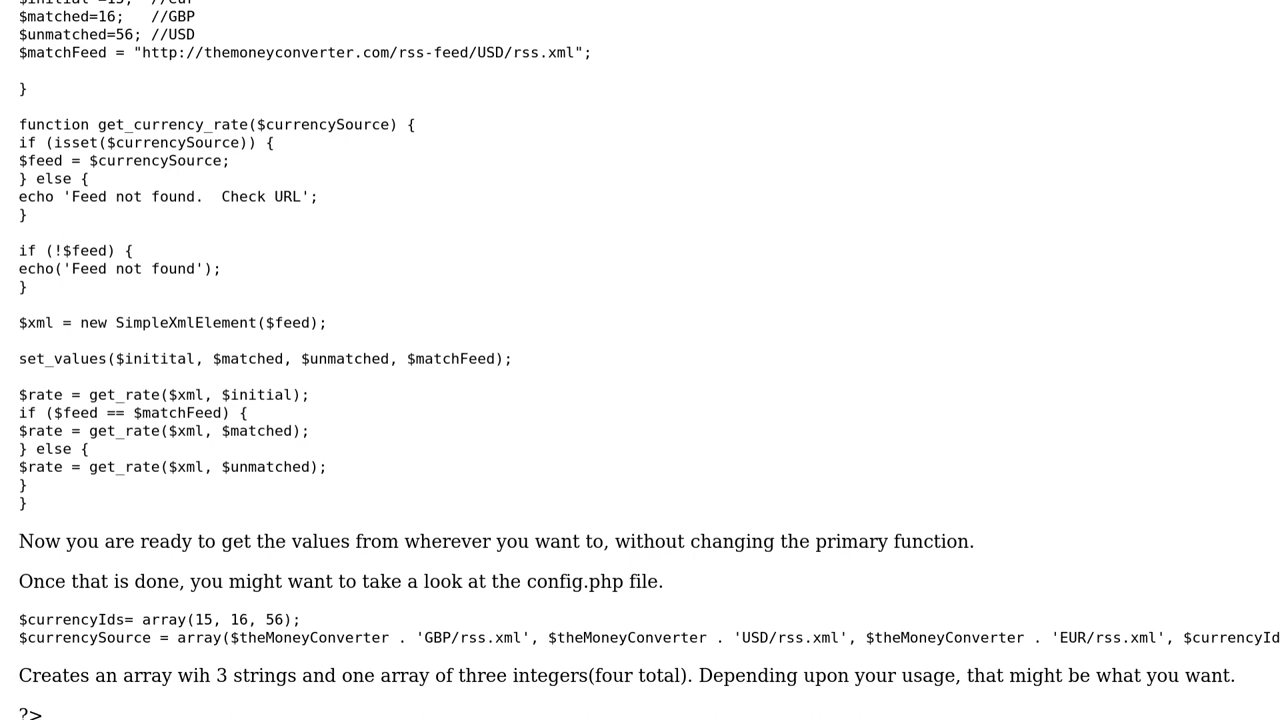 $initial =15;  //Eur
$matched=16;   //GBP
$unmatched=56; //USD
$matchFeed = "http://themoneyconverter.com/rss-feed/USD/rss.xml";
}
function get_currency_rate($currencySource) {
if (isset($currencySource)) {
$feed = $currencySource;
} else {
echo 'Feed not found.  Check URL';
}
if (!$feed) {
echo('Feed not found');
}
$xml = new SimpleXmlElement($feed);
set_values($initital, $matched, $unmatched, $matchFeed);
$rate = get_rate($xml, $initial);
if ($feed == $matchFeed) {
$rate = get_rate($xml, $matched);
} else {
$rate = get_rate($xml, $unmatched);
}
}
Now you are ready to get the values from wherever you want to, without changing the primary function.
Once that is done, you might want to take a look at the config.php file.
$currencyIds= array(15, 16, 56);
$currencySource = array($theMoneyConverter . 'GBP/rss.xml', $theMoneyConverter . 'USD/rss.xml', $theMoneyConverter . 'EUR/rss.xml', $currencyId
Creates an array wih 3 strings and one array of three integers(four total). Depending upon your usage, that might be what you want.
?>